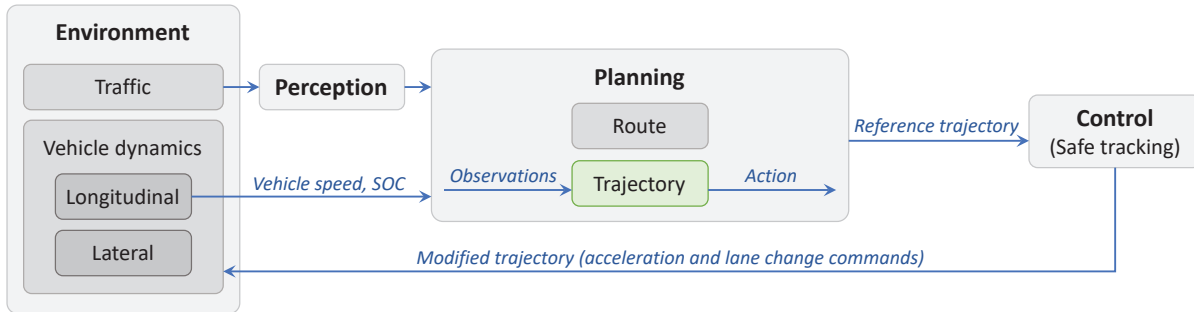 Environment
Traffic
Perception
Planning
Route
Reference trajectory
Control
(Safe tracking)
Vehicle dynamics
Longitudinal
Vehicle speed, SOC
Observations
Trajectory
Action
Lateral
Modified trajectory (acceleration and lane change commands)